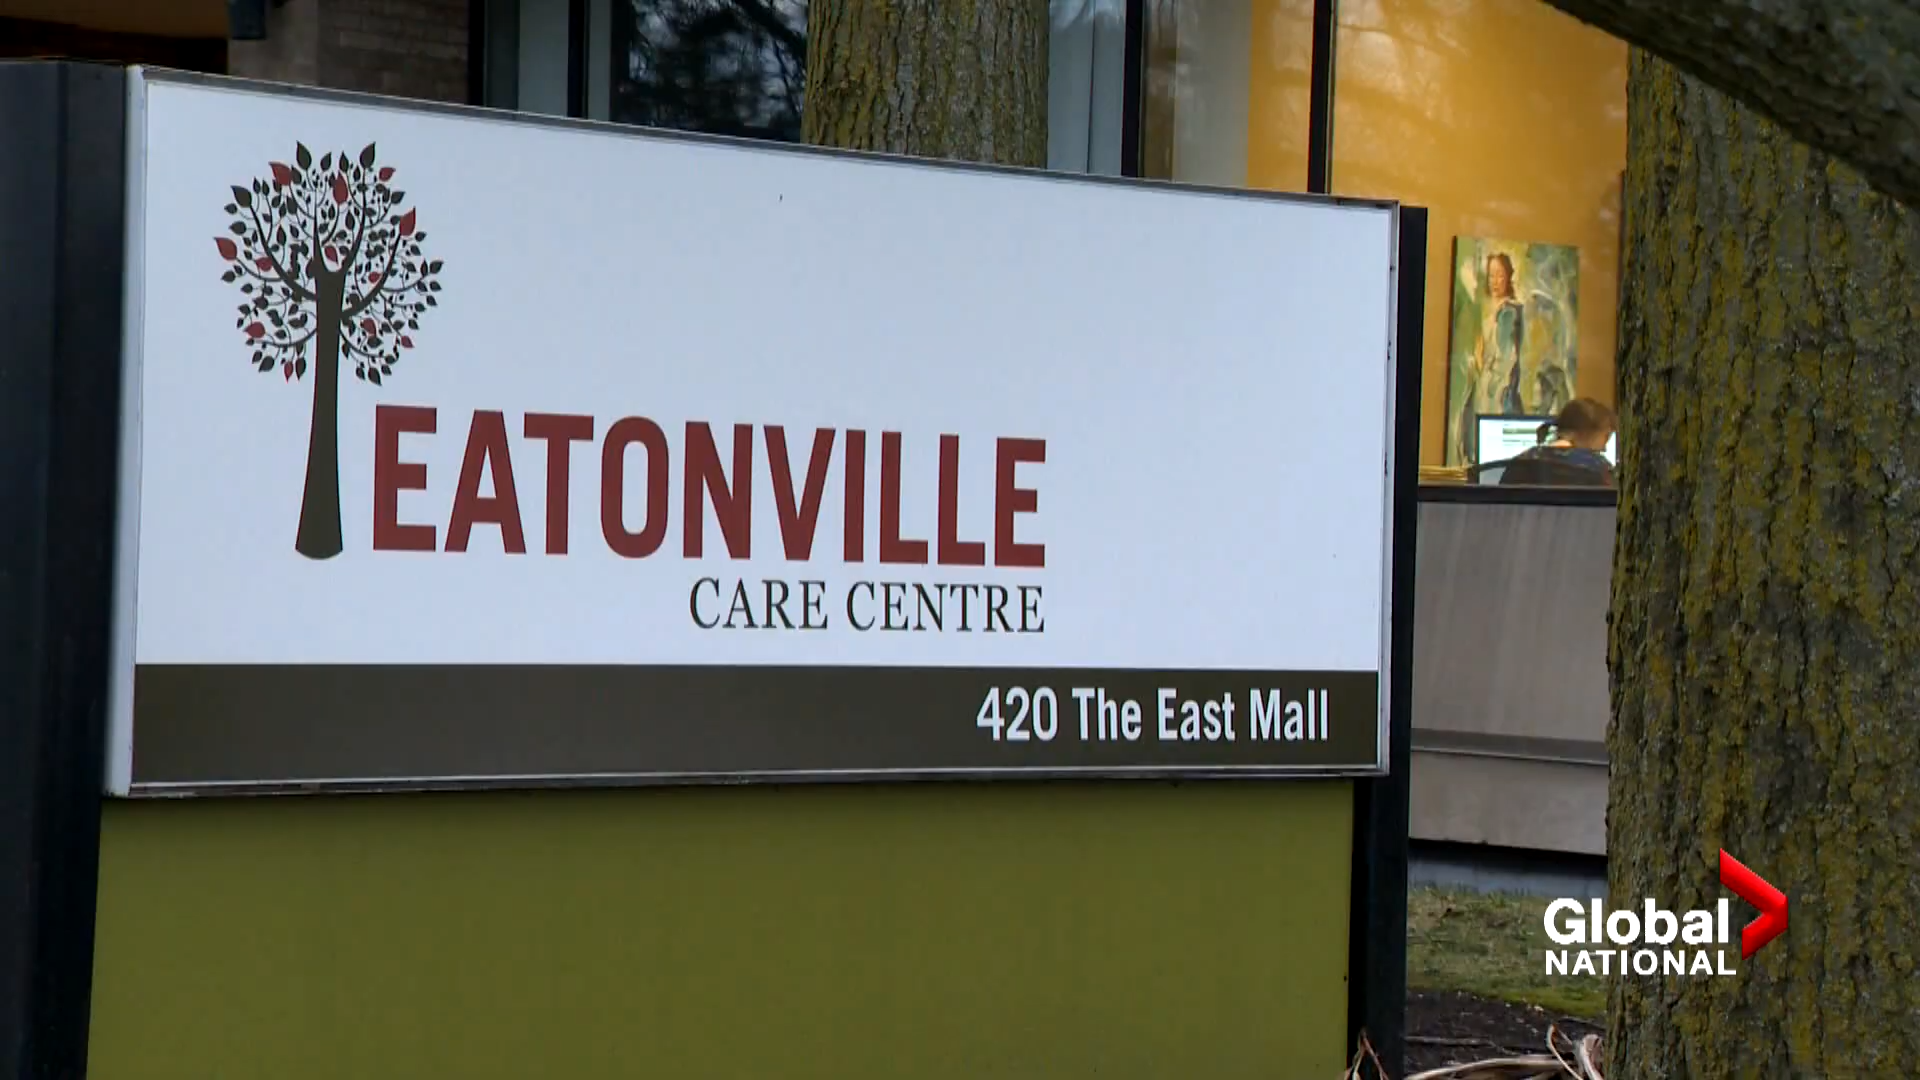 EATONVILLE
CARE CENTRE
420 The East Mall
Global
NATIONAL